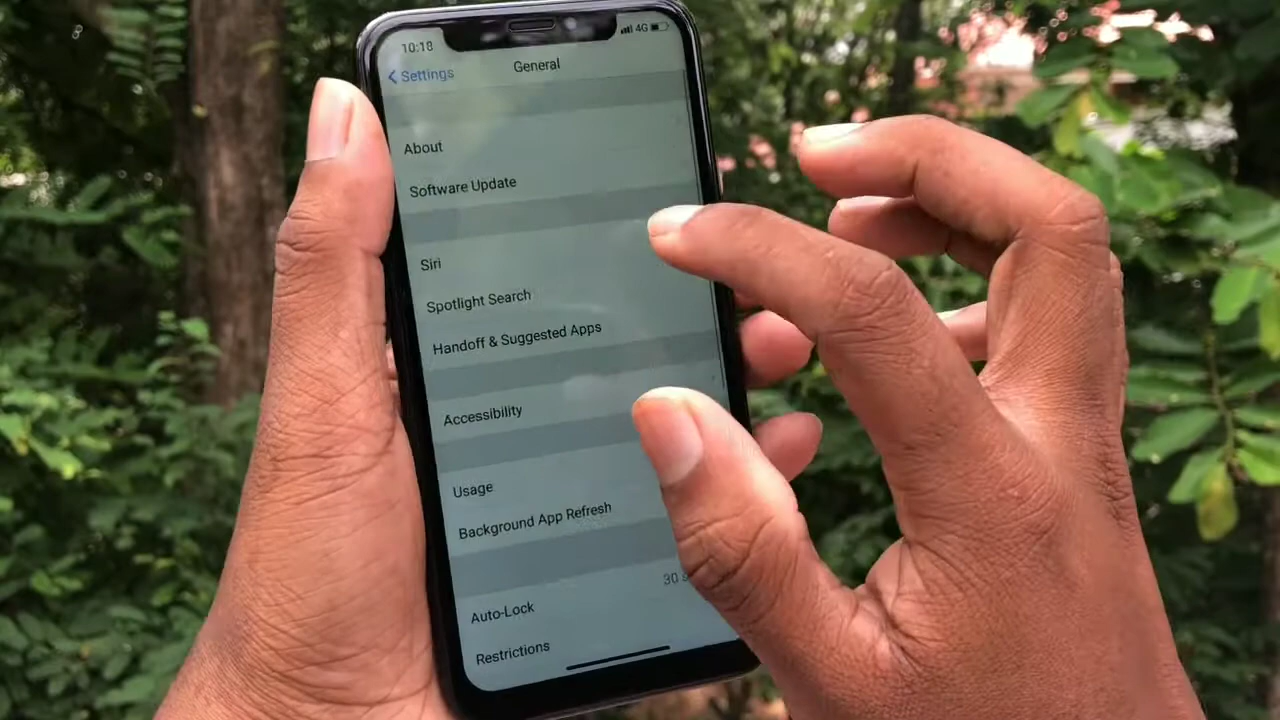 10:18
4G
Settings
General
About
Software Update
Siri
Spotlight Search
Handoff & Suggested Apps
Accessibility
Usage
Background App Refresh
30
Auto-Lock
Restrictions